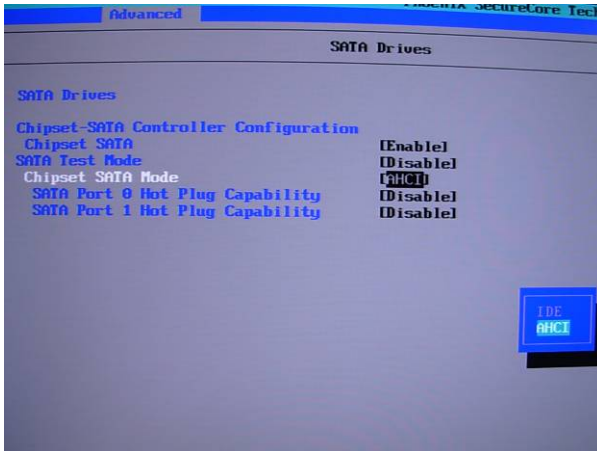 Phoenix SecureCore Tec
Advanced
SATA Drives
SATA Drives
Chipset-SATA Controller Configuration
Chipset SATA [Enable]
SATA Test Mode [Disable]
Chipset SATA Mode [AHCI]
SATA Port 0 Hot Plug Capability [Disable]
SATA Port 1 Hot Plug Capability [Disable]
IDE
AHCI